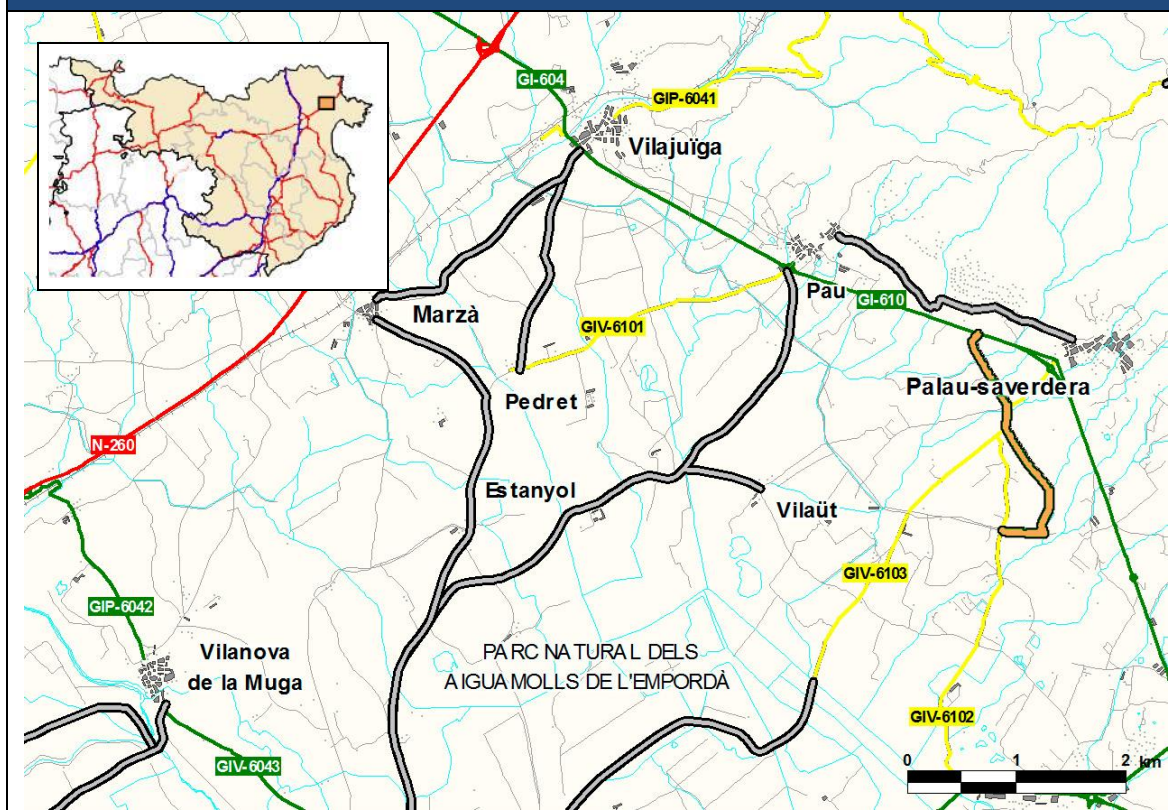 GI-604
GIP-6041
Vilajuïga
Pau
GI-610
Marzà
GIV-6101
Pedret
Palau-saverdera
N-260
Estanyol
Vilaüt
GIV-6103
GIP-6042
Vilanova
de la Muga
PARC NATURAL DELS
AIGUAMOLLS DE L'EMPORDÀ
GIV-6102
GIV-6043
0 1 2 km